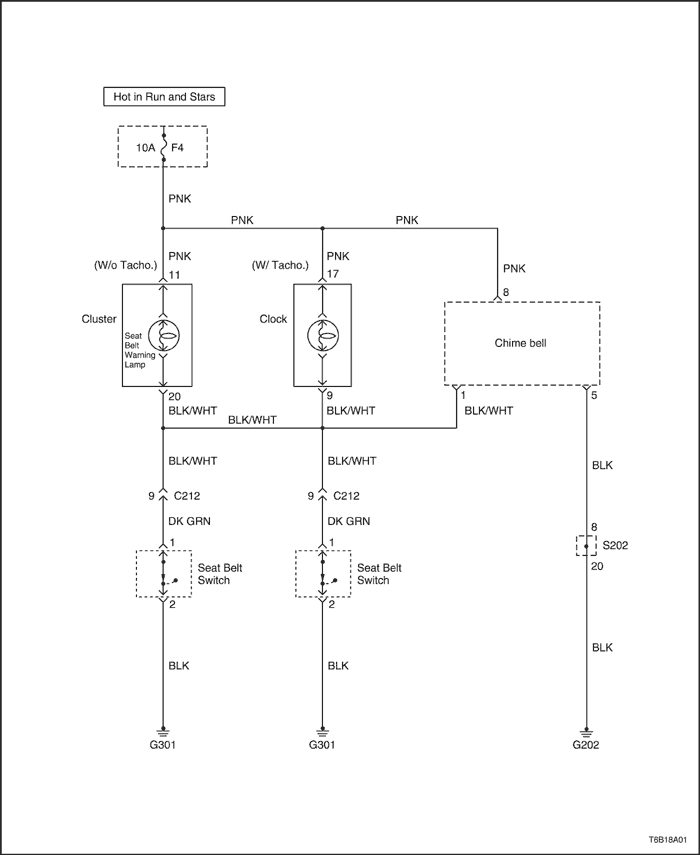 Hot in Run and Stars
10A F4
PNK
PNK PNK
(W/o Tacho.) PNK (W/ Tacho.) PNK PNK
11 17
8
Cluster
Seat
Belt
Warning
Lamp
Clock
Chime bell
20 9 1 5
BLK/WHT BLK/WHT BLK/WHT
BLK/WHT
BLK/WHT BLK/WHT BLK
9 C212 9 C212
DK GRN DK GRN
8
1 1
S202
20
Seat Belt
Switch
Seat Belt
Switch
2 2
BLK BLK BLK
G301 G301 G202
T6B18A01